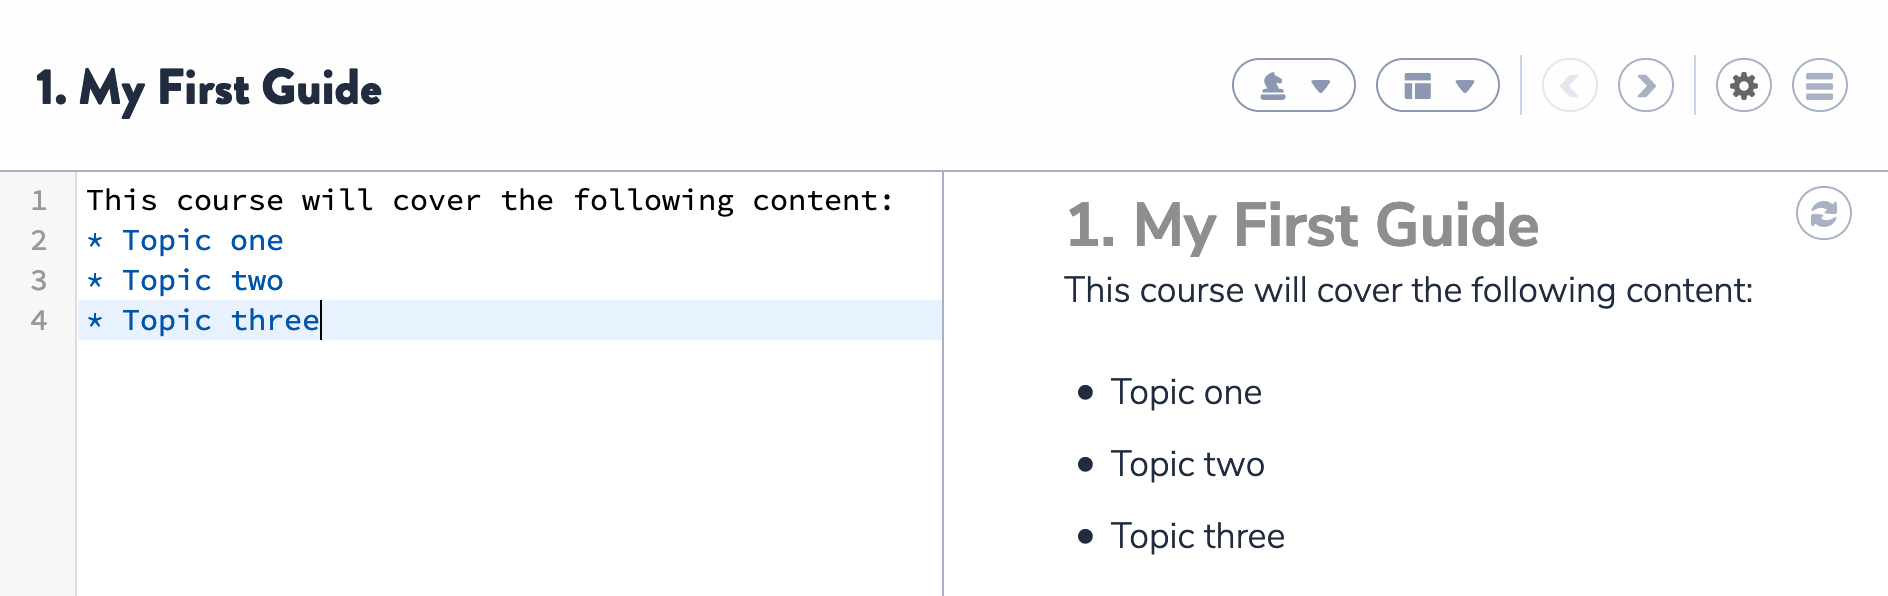 1. My First Guide
1 This course will cover the following content:
2 * Topic one
3 * Topic two
4 * Topic three
1. My First Guide
This course will cover the following content:
• Topic one
• Topic two
• Topic three